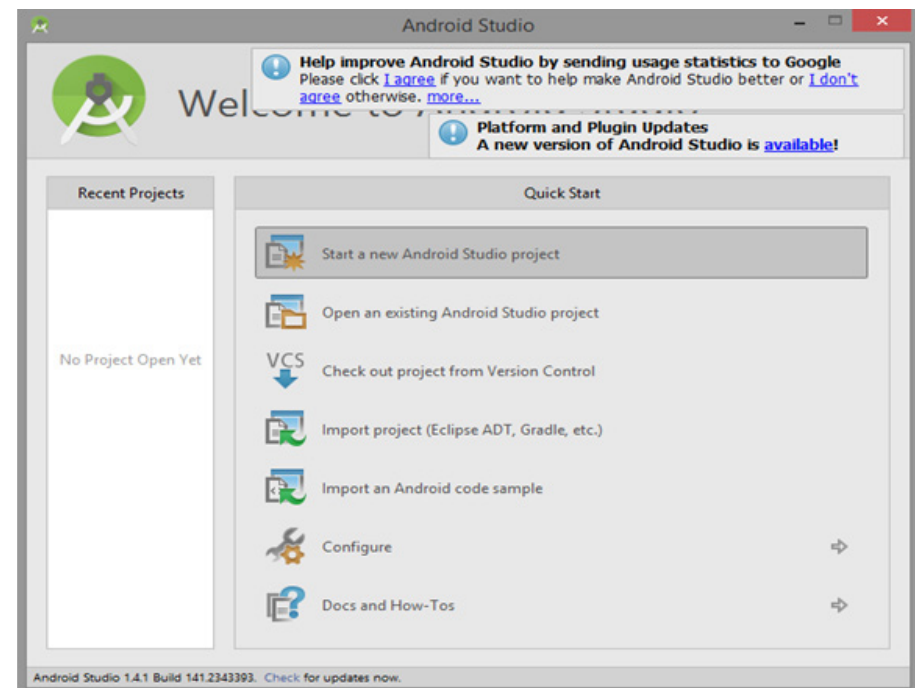 Android Studio
Help improve Android Studio by sending usage statistics to Google
Please click I agree if you want to help make Android Studio better or I don't
agree otherwise. more...
Welcome to Android Studio
Platform and Plugin Updates
A new version of Android Studio is available!
Recent Projects
No Project Open Yet
Quick Start
Start a new Android Studio project
Open an existing Android Studio project
VCS
Check out project from Version Control
Import project (Eclipse ADT, Gradle, etc.)
Import an Android code sample
Configure
Docs and How-Tos
Android Studio 1.4.1 Build 141.2343393. Check for updates now.